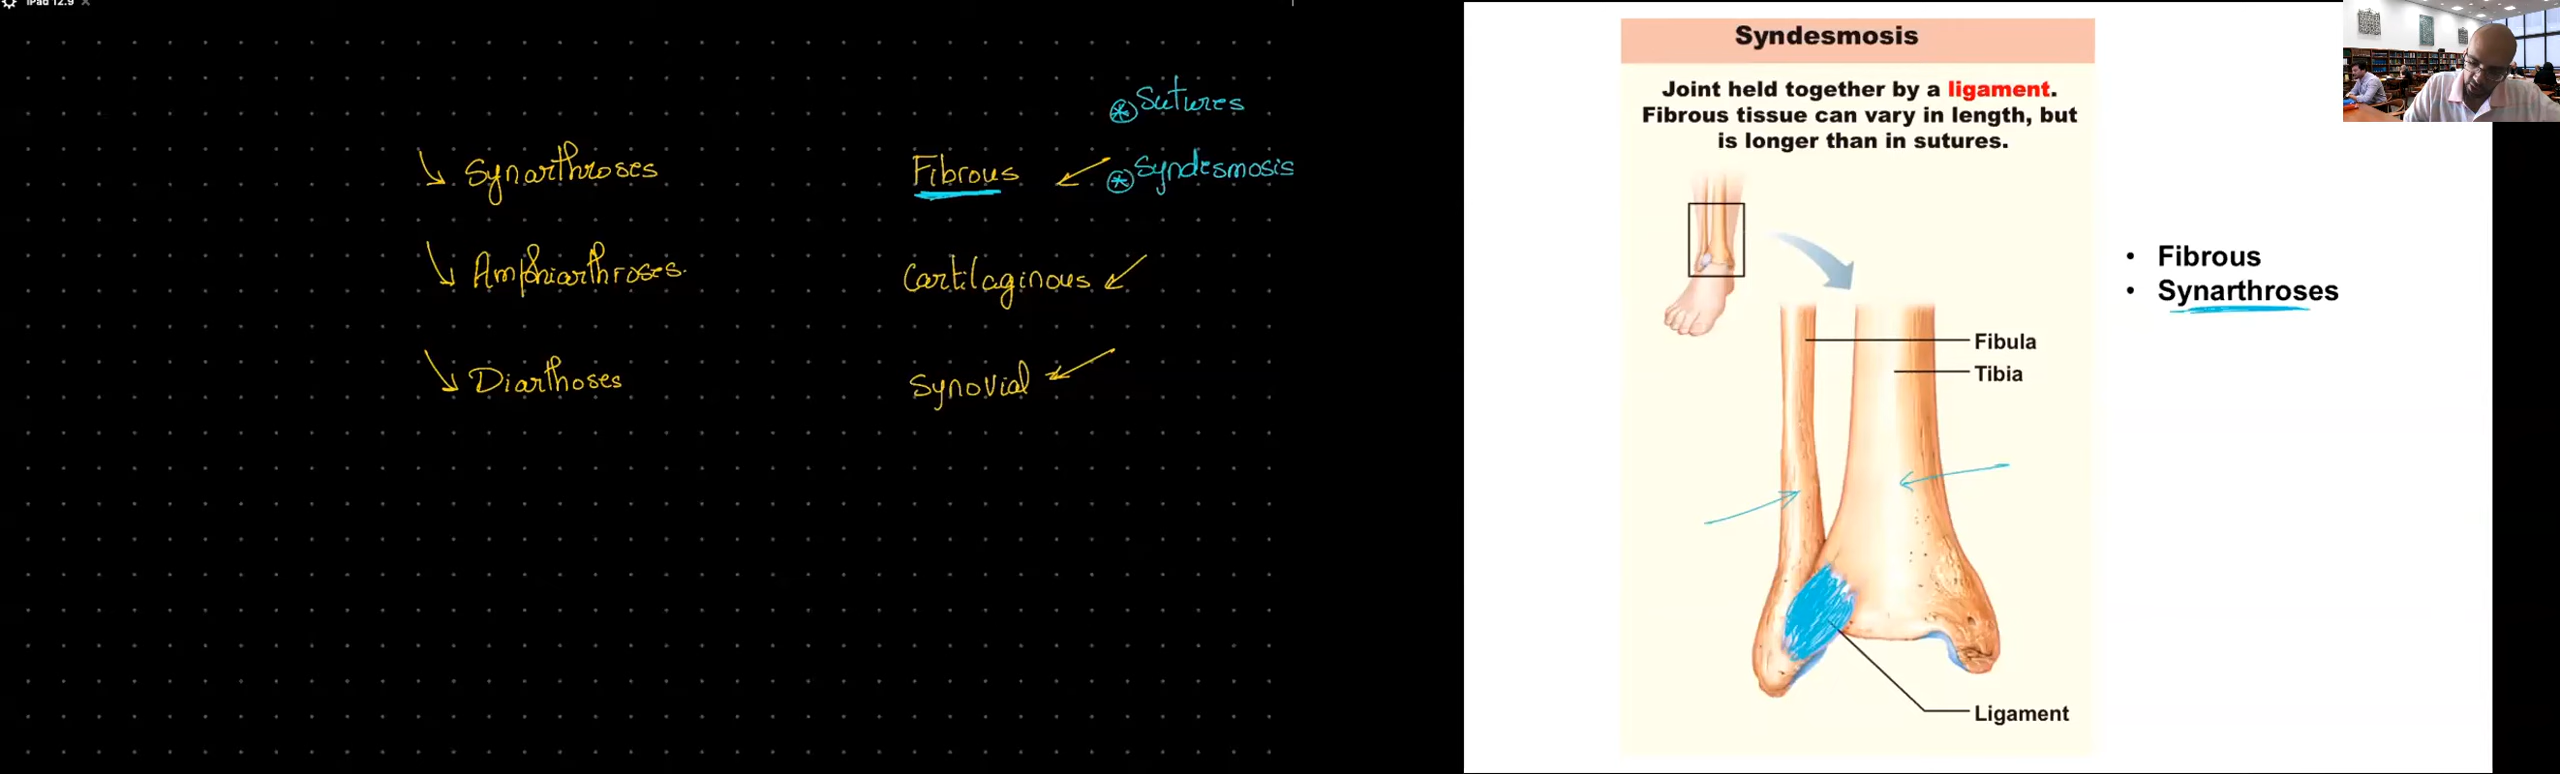 iPad 12.9 ×
Sutures
Synarthroses
Fibrous
Syndesmosis
Amphiarthroses.
Cartilaginous
Diarthoses
Synovial
Syndesmosis
Joint held together by a ligament.
Fibrous tissue can vary in length, but
is longer than in sutures.
• Fibrous
• Synarthroses
Fibula
Tibia
Ligament